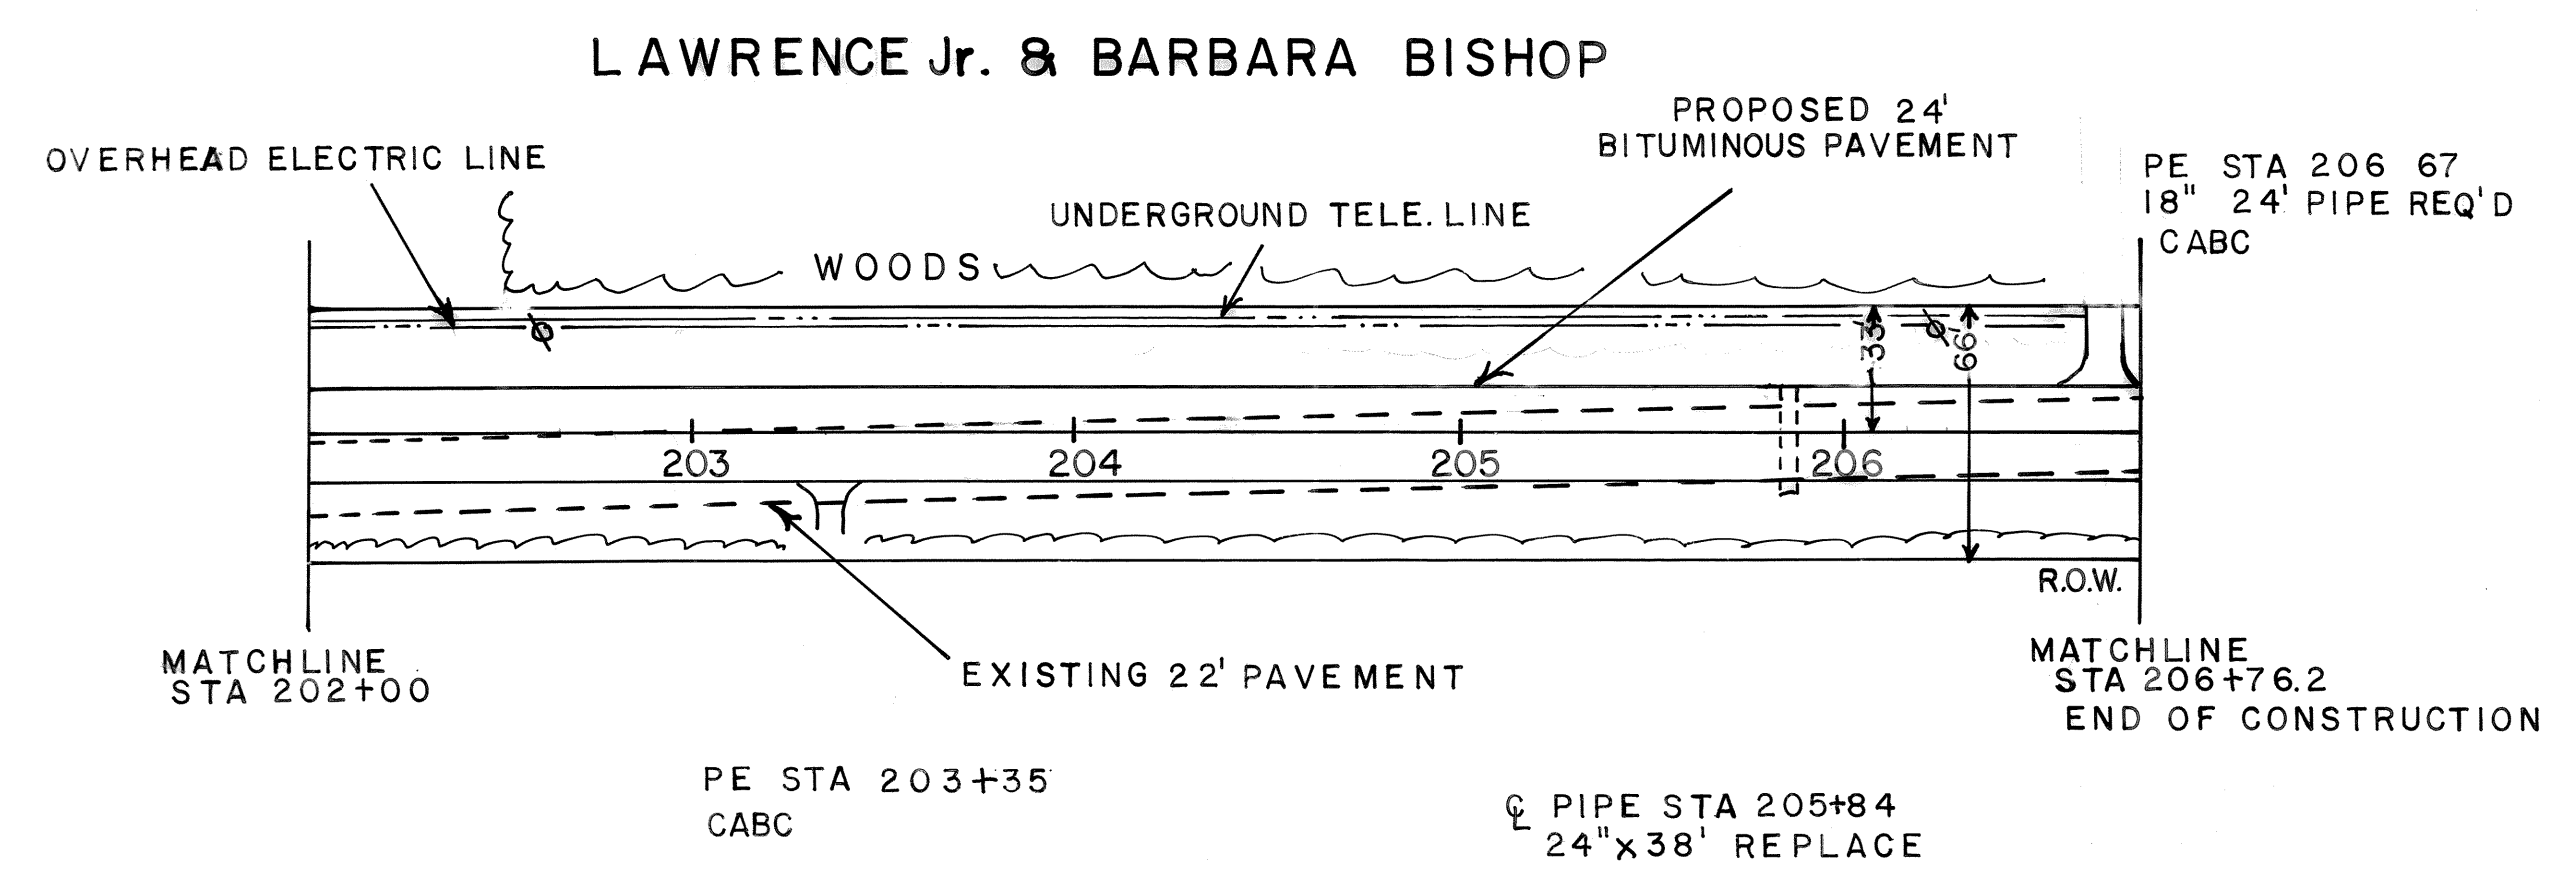 LAWRENCE Jr. & BARBARA BISHOP
PROPOSED 24'
BITUMINOUS PAVEMENT
OVERHEAD ELECTRIC LINE
PE STA 206 67
18" 24' PIPE REQ'D
CABC
UNDERGROUND TELE. LINE
WOODS
33'
66'
203
204
205
206
R.O.W.
MATCHLINE
STA 202+00
EXISTING 22' PAVEMENT
MATCHLINE
STA 206+76.2
END OF CONSTRUCTION
PE STA 203+35
CABC
℄ PIPE STA 205+84
24"x38' REPLACE